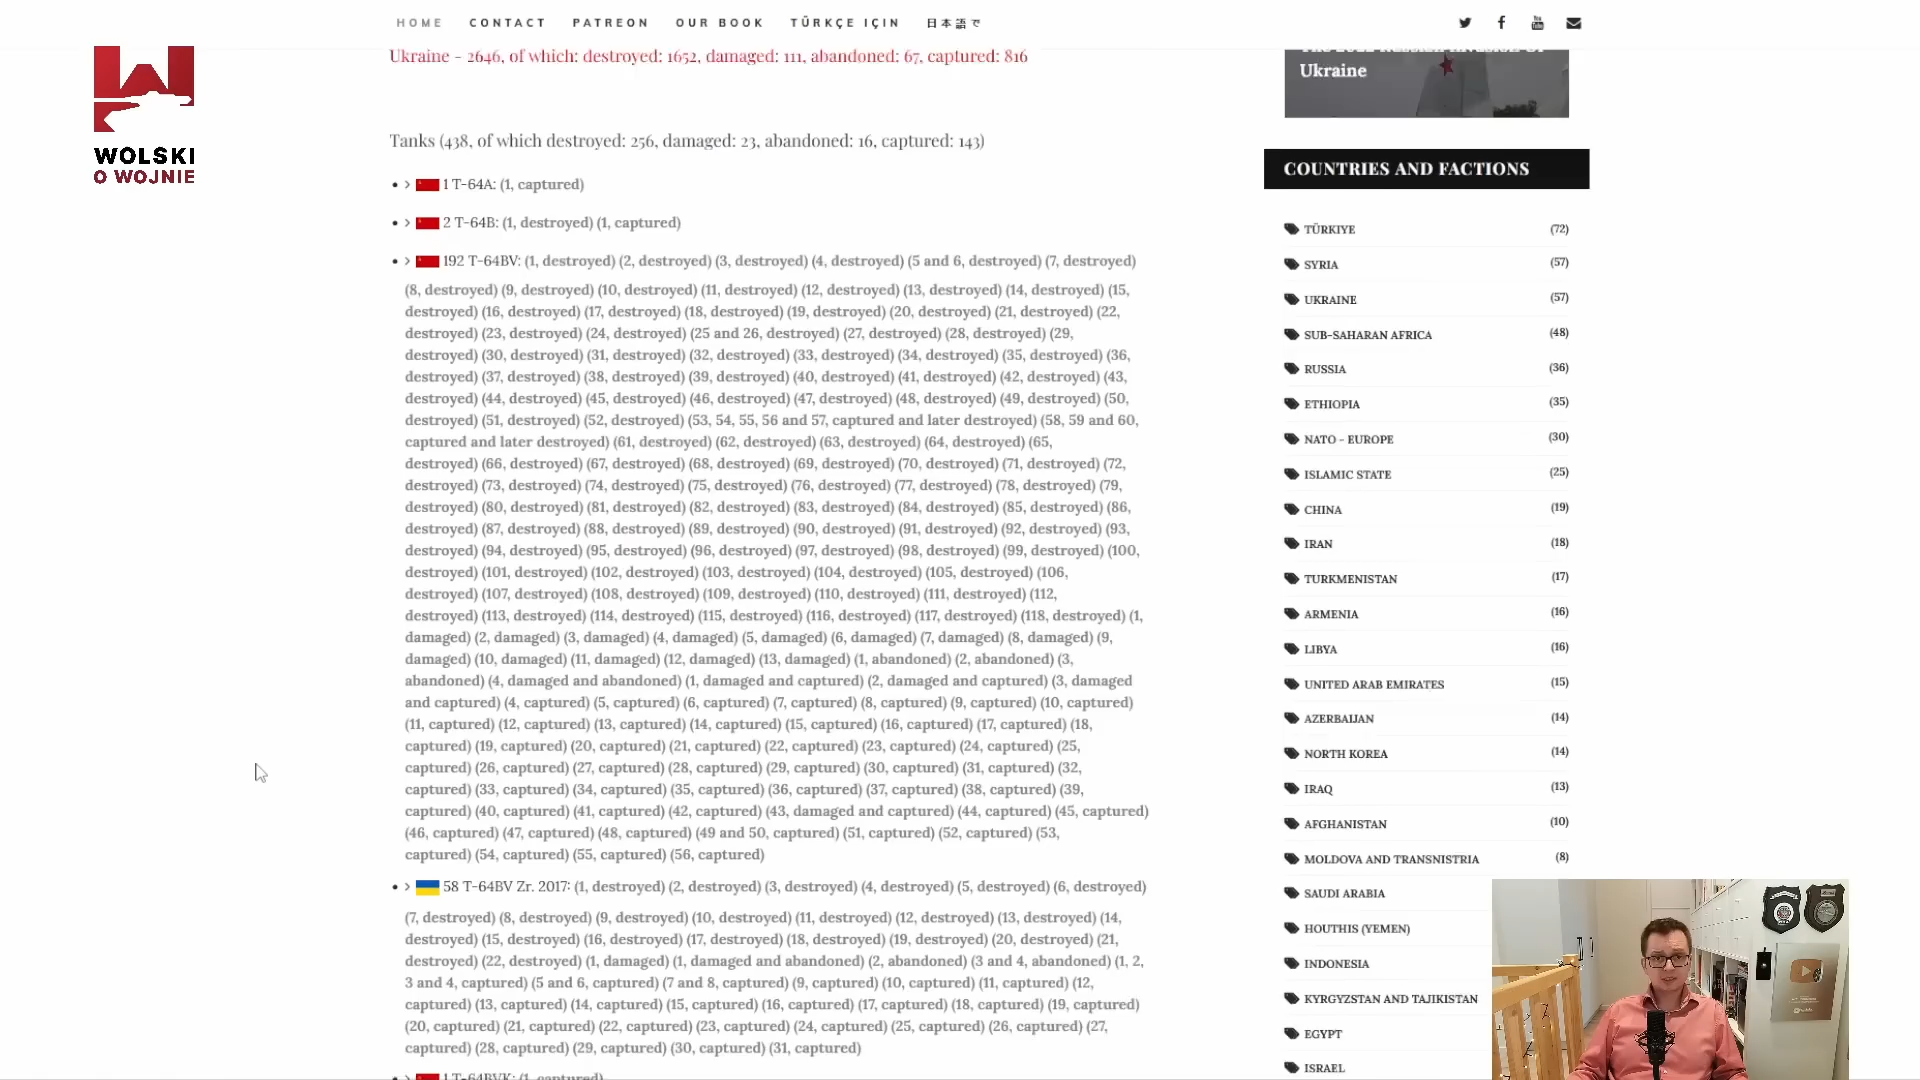 HOME CONTACT PATREON OUR BOOK TÜRKÇE IÇIN 日本語で
WOLSKI
O WOJNIE
Ukraine - 2646, of which: destroyed: 1652, damaged: 111, abandoned: 67, captured: 816
Tanks (438, of which destroyed: 256, damaged: 23, abandoned: 16, captured: 143)
1 T-64A: (1, captured)
2 T-64B: (1, destroyed) (1, captured)
192 T-64BV: (1, destroyed) (2, destroyed) (3, destroyed) (4, destroyed) (5 and 6, destroyed) (7, destroyed)
(8, destroyed) (9, destroyed) (10, destroyed) (11, destroyed) (12, destroyed) (13, destroyed) (14, destroyed) (15,
destroyed) (16, destroyed) (17, destroyed) (18, destroyed) (19, destroyed) (20, destroyed) (21, destroyed) (22,
destroyed) (23, destroyed) (24, destroyed) (25 and 26, destroyed) (27, destroyed) (28, destroyed) (29,
destroyed) (30, destroyed) (31, destroyed) (32, destroyed) (33, destroyed) (34, destroyed) (35, destroyed) (36,
destroyed) (37, destroyed) (38, destroyed) (39, destroyed) (40, destroyed) (41, destroyed) (42, destroyed) (43,
destroyed) (44, destroyed) (45, destroyed) (46, destroyed) (47, destroyed) (48, destroyed) (49, destroyed) (50,
destroyed) (51, destroyed) (52, destroyed) (53, 54, 55, 56 and 57, captured and later destroyed) (58, 59 and 60,
captured and later destroyed) (61, destroyed) (62, destroyed) (63, destroyed) (64, destroyed) (65,
destroyed) (66, destroyed) (67, destroyed) (68, destroyed) (69, destroyed) (70, destroyed) (71, destroyed) (72,
destroyed) (73, destroyed) (74, destroyed) (75, destroyed) (76, destroyed) (77, destroyed) (78, destroyed) (79,
destroyed) (80, destroyed) (81, destroyed) (82, destroyed) (83, destroyed) (84, destroyed) (85, destroyed) (86,
destroyed) (87, destroyed) (88, destroyed) (89, destroyed) (90, destroyed) (91, destroyed) (92, destroyed) (93,
destroyed) (94, destroyed) (95, destroyed) (96, destroyed) (97, destroyed) (98, destroyed) (99, destroyed) (100,
destroyed) (101, destroyed) (102, destroyed) (103, destroyed) (104, destroyed) (105, destroyed) (106,
destroyed) (107, destroyed) (108, destroyed) (109, destroyed) (110, destroyed) (111, destroyed) (112,
destroyed) (113, destroyed) (114, destroyed) (115, destroyed) (116, destroyed) (117, destroyed) (118, destroyed) (1,
damaged) (2, damaged) (3, damaged) (4, damaged) (5, damaged) (6, damaged) (7, damaged) (8, damaged) (9,
damaged) (10, damaged) (11, damaged) (12, damaged) (13, damaged) (1, abandoned) (2, abandoned) (3,
abandoned) (4, damaged and abandoned) (1, damaged and captured) (2, damaged and captured) (3, damaged
and captured) (4, captured) (5, captured) (6, captured) (7, captured) (8, captured) (9, captured) (10, captured)
(11, captured) (12, captured) (13, captured) (14, captured) (15, captured) (16, captured) (17, captured) (18,
captured) (19, captured) (20, captured) (21, captured) (22, captured) (23, captured) (24, captured) (25,
captured) (26, captured) (27, captured) (28, captured) (29, captured) (30, captured) (31, captured) (32,
captured) (33, captured) (34, captured) (35, captured) (36, captured) (37, captured) (38, captured) (39,
captured) (40, captured) (41, captured) (42, captured) (43, damaged and captured) (44, captured) (45, captured)
(46, captured) (47, captured) (48, captured) (49 and 50, captured) (51, captured) (52, captured) (53,
captured) (54, captured) (55, captured) (56, captured)
58 T-64BV Zr. 2017: (1, destroyed) (2, destroyed) (3, destroyed) (4, destroyed) (5, destroyed) (6, destroyed)
(7, destroyed) (8, destroyed) (9, destroyed) (10, destroyed) (11, destroyed) (12, destroyed) (13, destroyed) (14,
destroyed) (15, destroyed) (16, destroyed) (17, destroyed) (18, destroyed) (19, destroyed) (20, destroyed) (21,
destroyed) (22, destroyed) (1, damaged) (1, damaged and abandoned) (2, abandoned) (3 and 4, abandoned) (1, 2,
3 and 4, captured) (5 and 6, captured) (7 and 8, captured) (9, captured) (10, captured) (11, captured) (12,
captured) (13, captured) (14, captured) (15, captured) (16, captured) (17, captured) (18, captured) (19, captured)
(20, captured) (21, captured) (22, captured) (23, captured) (24, captured) (25, captured) (26, captured) (27,
captured) (28, captured) (29, captured) (30, captured) (31, captured)
1 T-64BVK: (1, captured)
Ukraine
COUNTRIES AND FACTIONS
TÜRKIYE (72)
SYRIA (57)
UKRAINE (57)
SUB-SAHARAN AFRICA (48)
RUSSIA (36)
ETHIOPIA (35)
NATO - EUROPE (30)
ISLAMIC STATE (25)
CHINA (19)
IRAN (18)
TURKMENISTAN (17)
ARMENIA (16)
LIBYA (16)
UNITED ARAB EMIRATES (15)
AZERBAIJAN (14)
NORTH KOREA (14)
IRAQ (13)
AFGHANISTAN (10)
MOLDOVA AND TRANSNISTRIA (8)
SAUDI ARABIA
HOUTHIS (YEMEN)
INDONESIA
KYRGYZSTAN AND TAJIKISTAN
EGYPT
ISRAEL